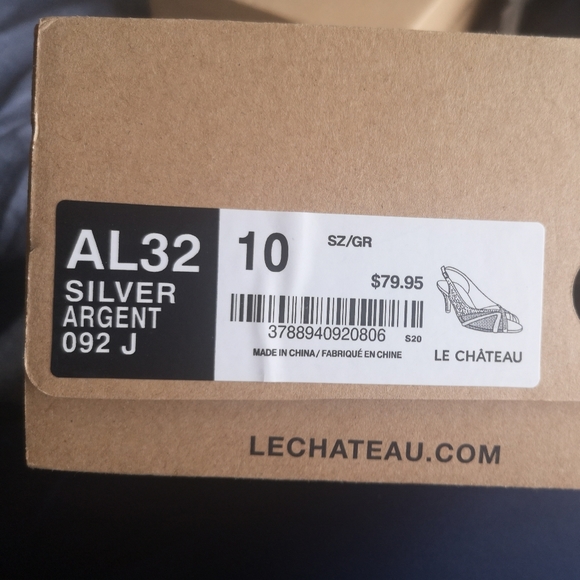 AL32
SILVER
ARGENT
092 J
10
SZ/GR
$79.95
3788940920806
S20
MADE IN CHINA / FABRIQUÉ EN CHINE
LE CHÂTEAU
LECHATEAU.COM